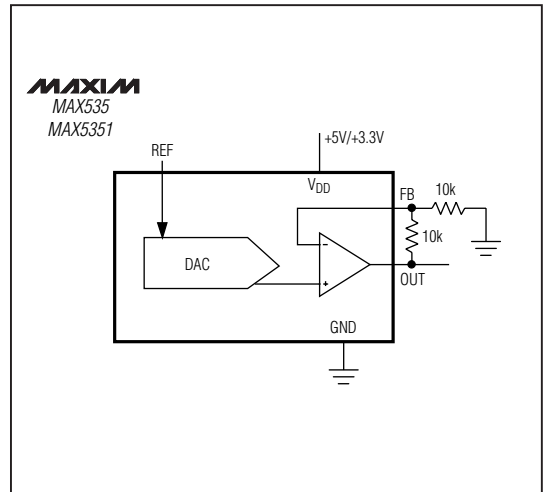 MAXIM
MAX535
MAX5351
REF
+5V/+3.3V
VDD
FB
10k
10k
DAC
-
+
OUT
GND